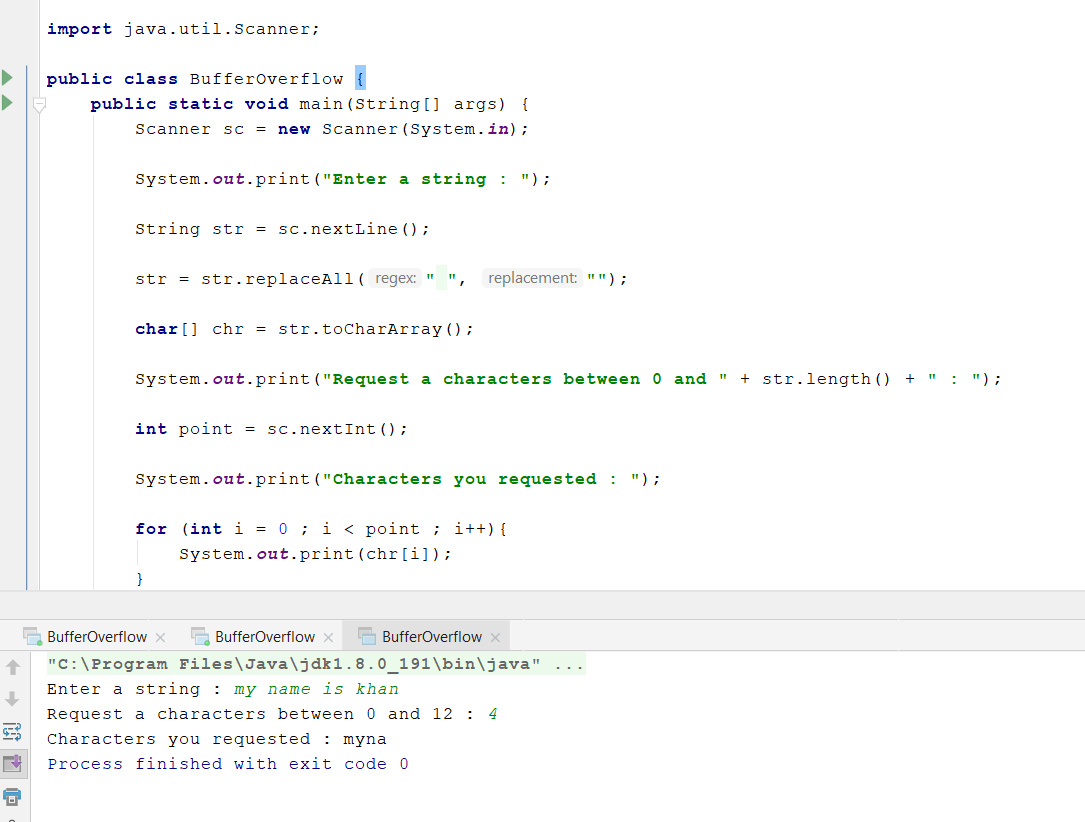 import java.util.Scanner;
public class BufferOverflow {
public static void main(String[] args) {
Scanner sc = new Scanner(System.in);
System.out.print("Enter a string : ");
String str = sc.nextLine();
str = str.replaceAll( regex: " ", replacement: "");
char[] chr = str.toCharArray();
System.out.print("Request a characters between 0 and " + str.length() + " : ");
int point = sc.nextInt();
System.out.print("Characters you requested : ");
for (int i = 0 ; i < point ; i++){
System.out.print(chr[i]);
}
BufferOverflow × BufferOverflow × BufferOverflow ×
"C:\Program Files\Java\jdk1.8.0_191\bin\java" ...
Enter a string : my name is khan
Request a characters between 0 and 12 : 4
Characters you requested : myna
Process finished with exit code 0